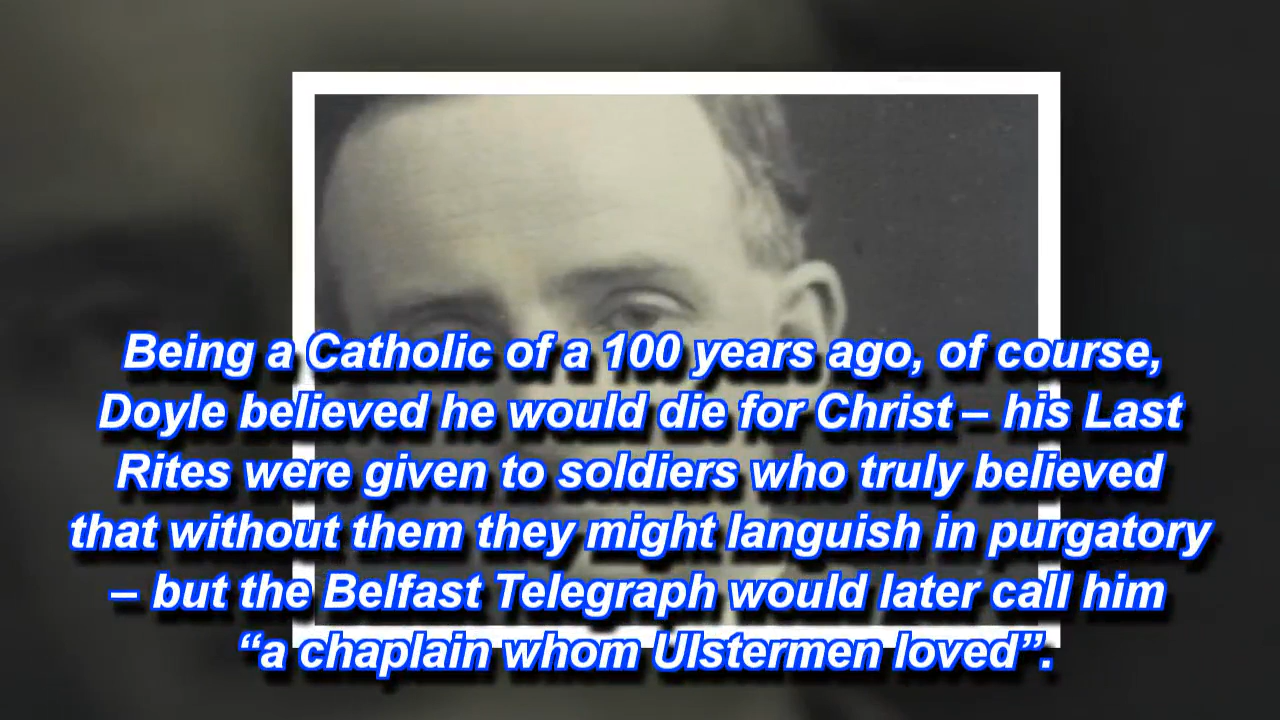 Being a Catholic of a 100 years ago, of course,
Doyle believed he would die for Christ – his Last
Rites were given to soldiers who truly believed
that without them they might languish in purgatory
– but the Belfast Telegraph would later call him
“a chaplain whom Ulstermen loved”.